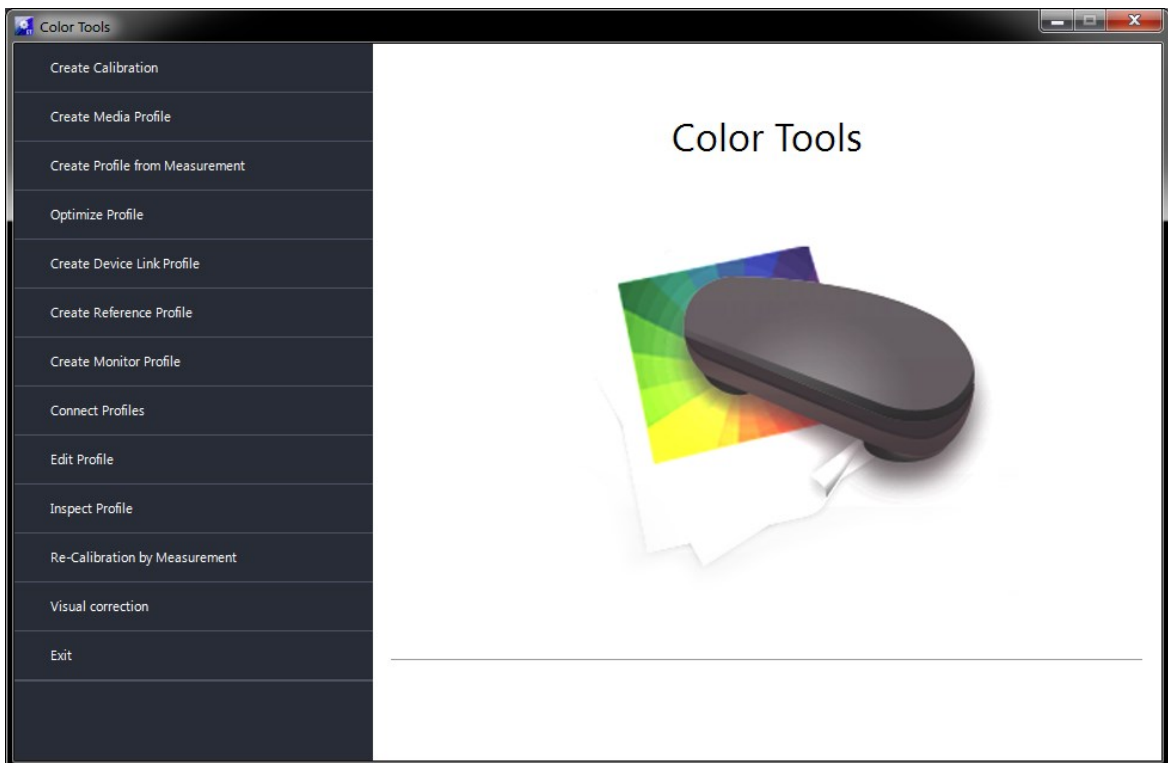 Color Tools
Create Calibration
Create Media Profile
Create Profile from Measurement
Optimize Profile
Create Device Link Profile
Create Reference Profile
Create Monitor Profile
Connect Profiles
Edit Profile
Inspect Profile
Re-Calibration by Measurement
Visual correction
Exit
Color Tools